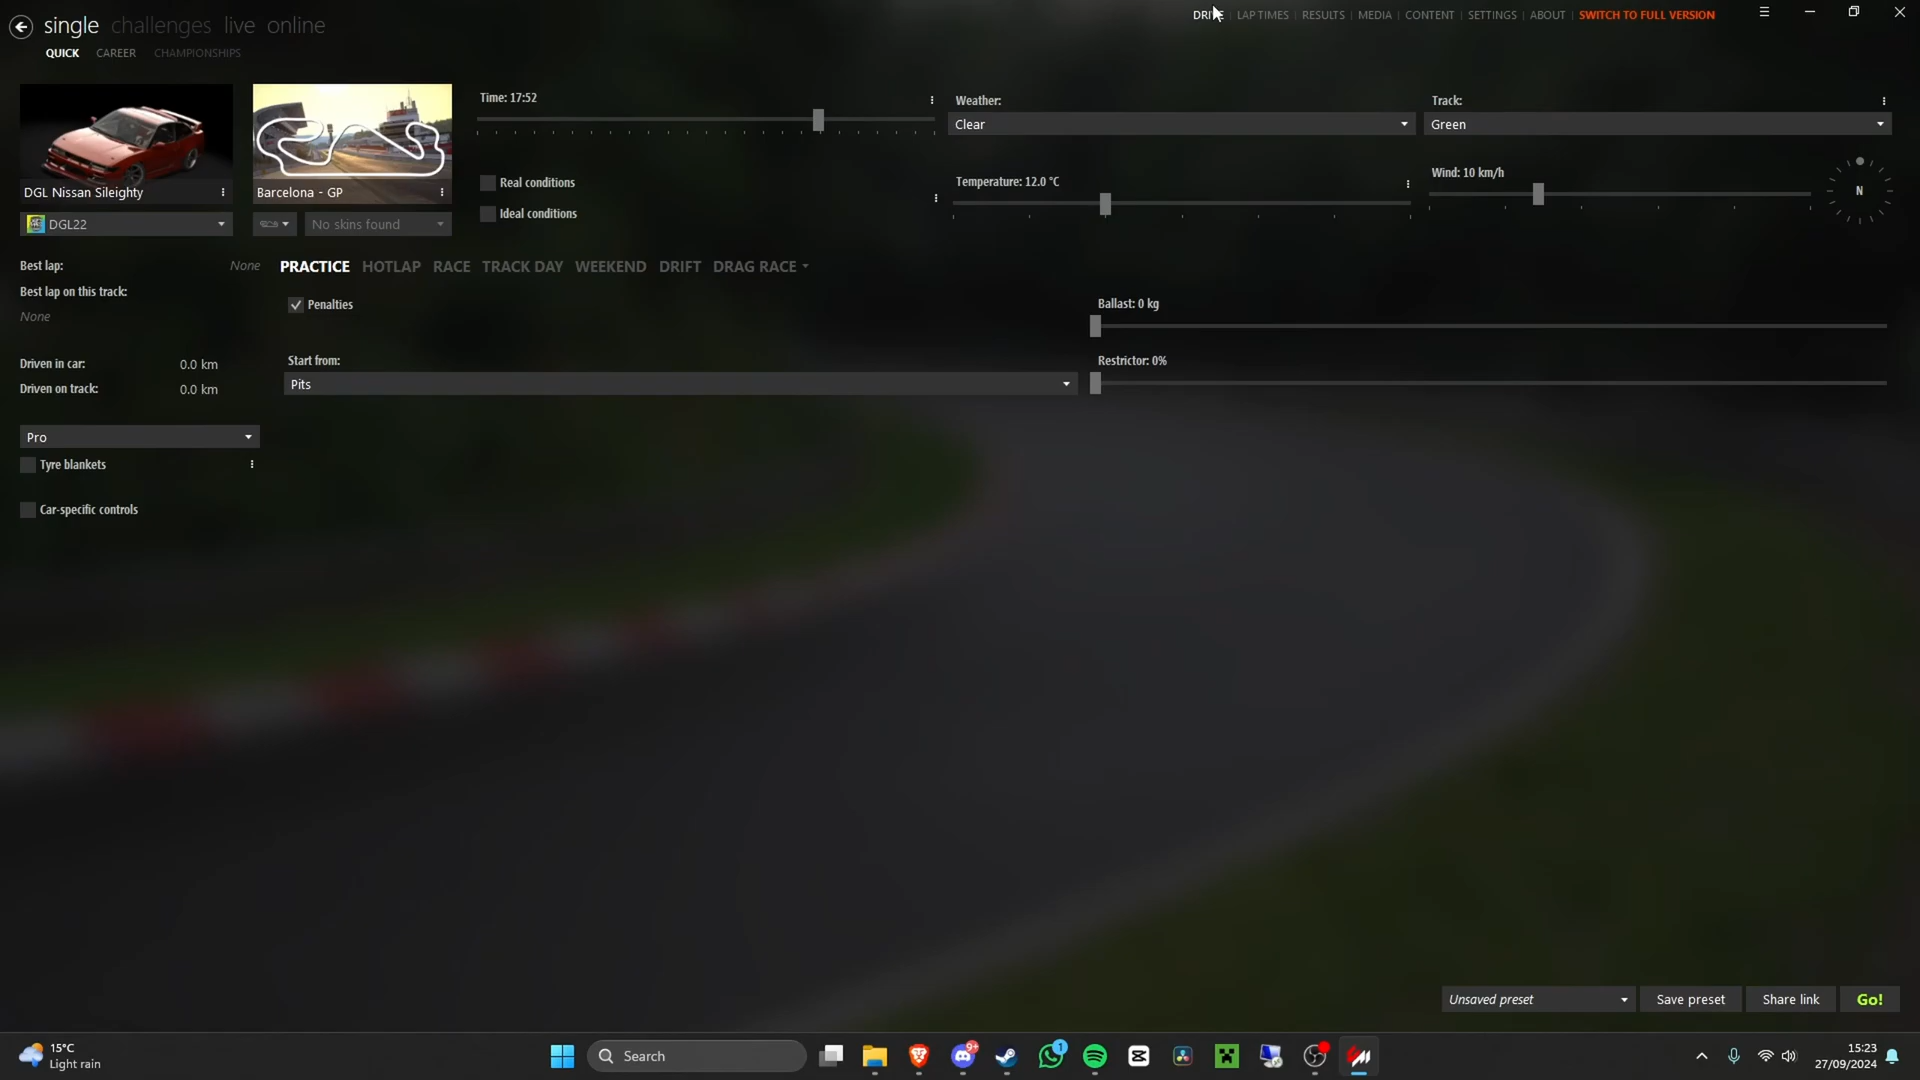 single challenges live online
DRIVE LAP TIMES RESULTS MEDIA CONTENT SETTINGS ABOUT SWITCH TO FULL VERSION
QUICK CAREER CHAMPIONSHIPS
Time: 17:52
Weather:
Track:
Clear
Green
Real conditions
Ideal conditions
Temperature: 12.0 °C
Wind: 10 km/h
N
DGL Nissan Sileighty
Barcelona - GP
DGL22
No skins found
Best lap: None
Best lap on this track:
None
PRACTICE HOTLAP RACE TRACK DAY WEEKEND DRIFT DRAG RACE
Penalties
Ballast: 0 kg
Start from:
Restrictor: 0%
Pits
Driven in car: 0.0 km
Driven on track: 0.0 km
Pro
Tyre blankets
Car-specific controls
Unsaved preset Save preset Share link Go!
15°C
Light rain
Search
9+
1
15:23
27/09/2024